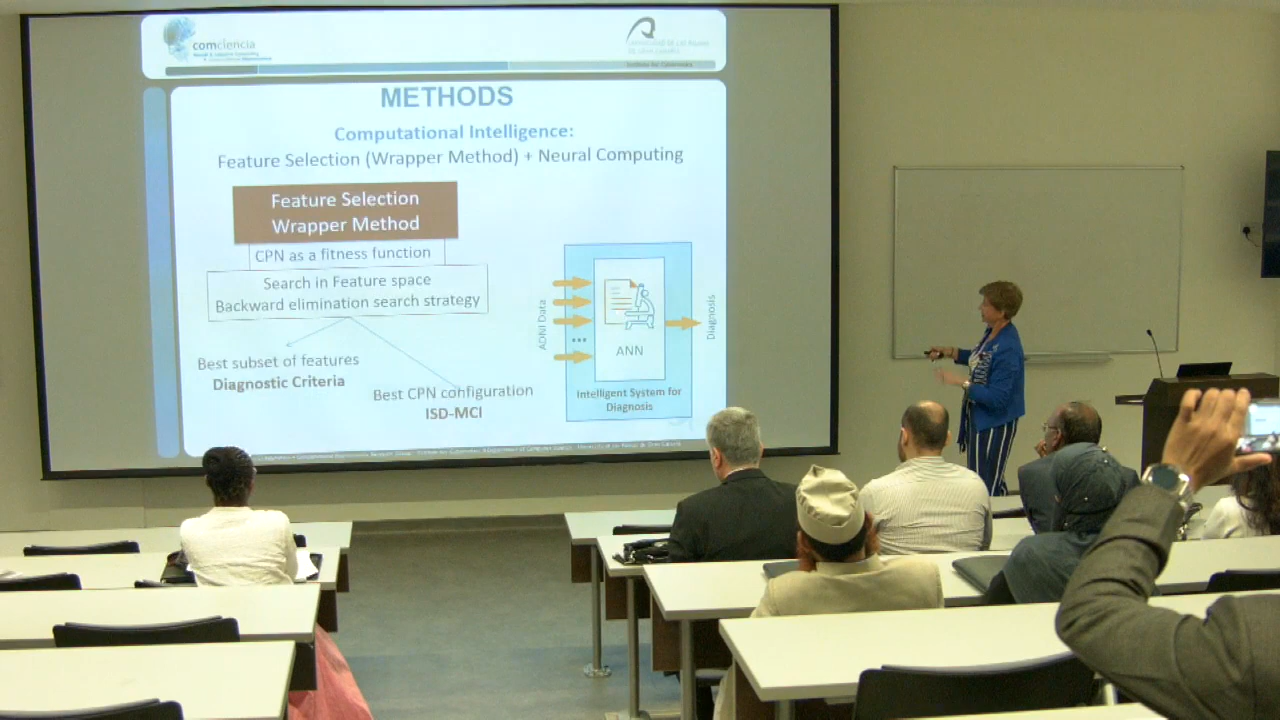 comciencia
METHODS
Computational Intelligence:
Feature Selection (Wrapper Method) + Neural Computing
Feature Selection
Wrapper Method
CPN as a fitness function
Search in Feature space
Backward elimination search strategy
Best subset of features
Diagnostic Criteria
Best CPN configuration
ISD-MCI
ADNI Data
...
ANN
Diagnosis
Intelligent System for
Diagnosis